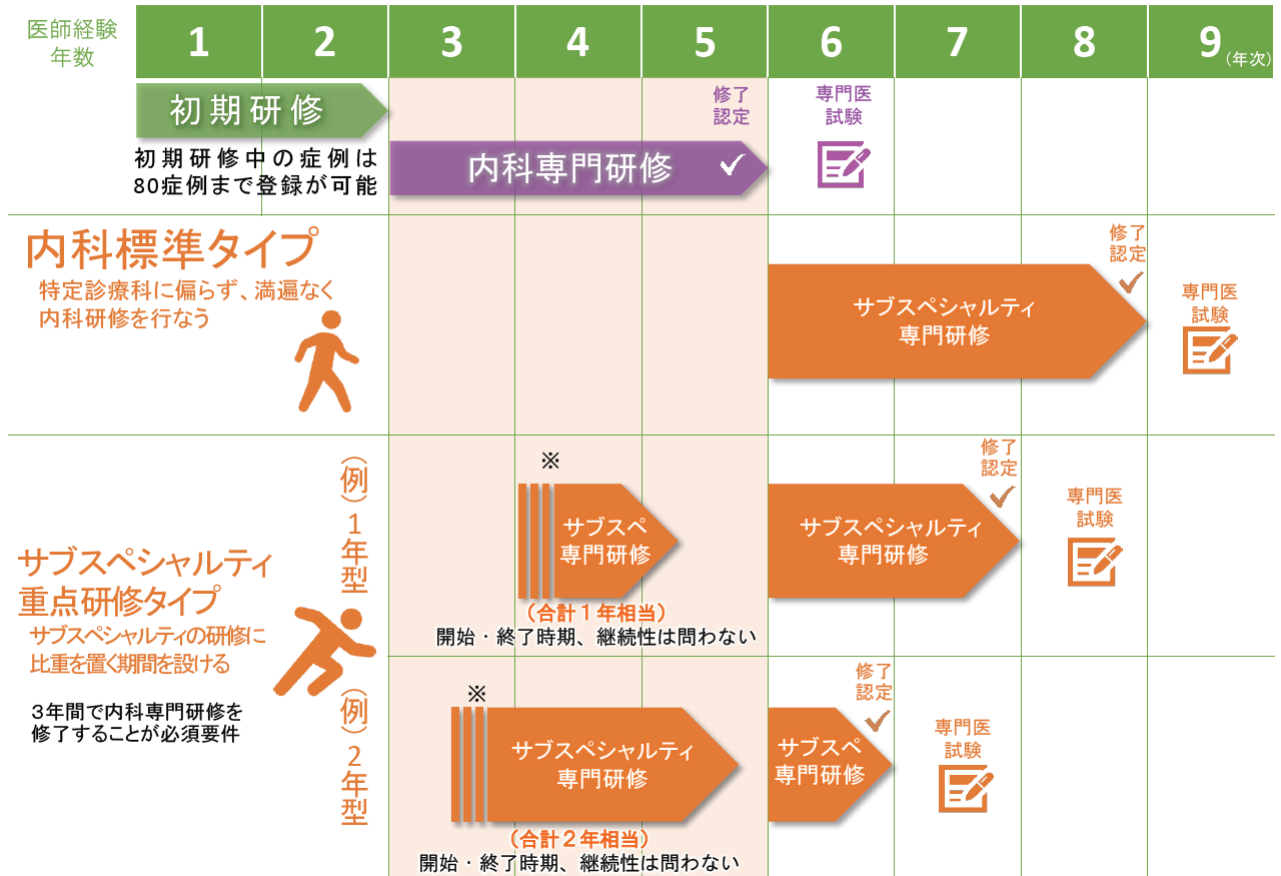 医師経験
年数
1
2
3
4
5
6
7
8
9(年次)
初期研修
初期研修中の症例は
80症例まで登録が可能
修了
認定
内科専門研修
専門医
試験
内科標準タイプ
特定診療科に偏らず、満遍なく
内科研修を行なう
サブスペシャルティ
専門研修
修了
認定
専門医
試験
サブスペシャルティ
重点研修タイプ
サブスペシャルティの研修に
比重を置く期間を設ける
3年間で内科専門研修を
修了することが必須要件
(例)1年型
※
サブスペ
専門研修
(合計1年相当)
開始・終了時期、継続性は問わない
サブスペシャルティ
専門研修
修了
認定
専門医
試験
(例)2年型
※
サブスペシャルティ
専門研修
(合計2年相当)
開始・終了時期、継続性は問わない
サブスペ
専門研修
修了
認定
専門医
試験